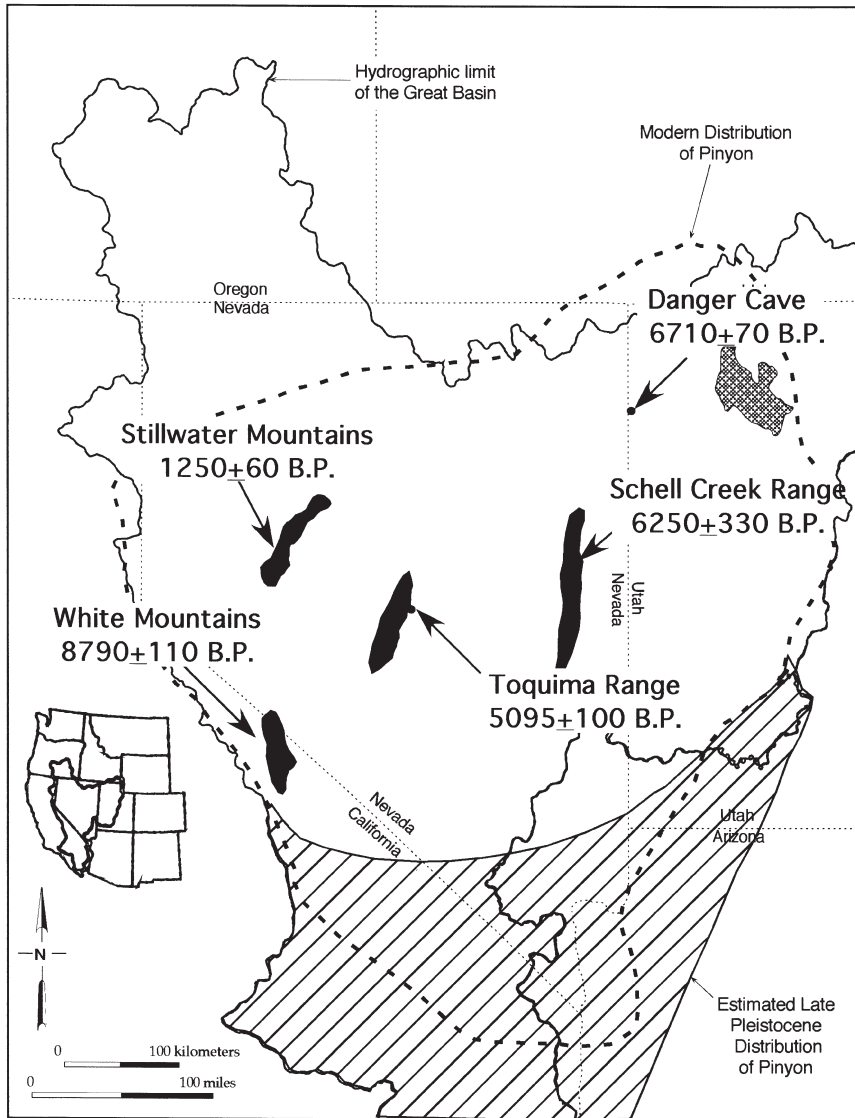 Hydrographic limit
of the Great Basin
Modern Distribution
of Pinyon
Oregon
Nevada
Danger Cave
6710±70 B.P.
Stillwater Mountains
1250±60 B.P.
Schell Creek Range
6250±330 B.P.
Utah
Nevada
White Mountains
8790±110 B.P.
Toquima Range
5095±100 B.P.
Nevada
California
Utah
Arizona
N
Estimated Late
Pleistocene
Distribution
of Pinyon
0 100 kilometers
0 100 miles